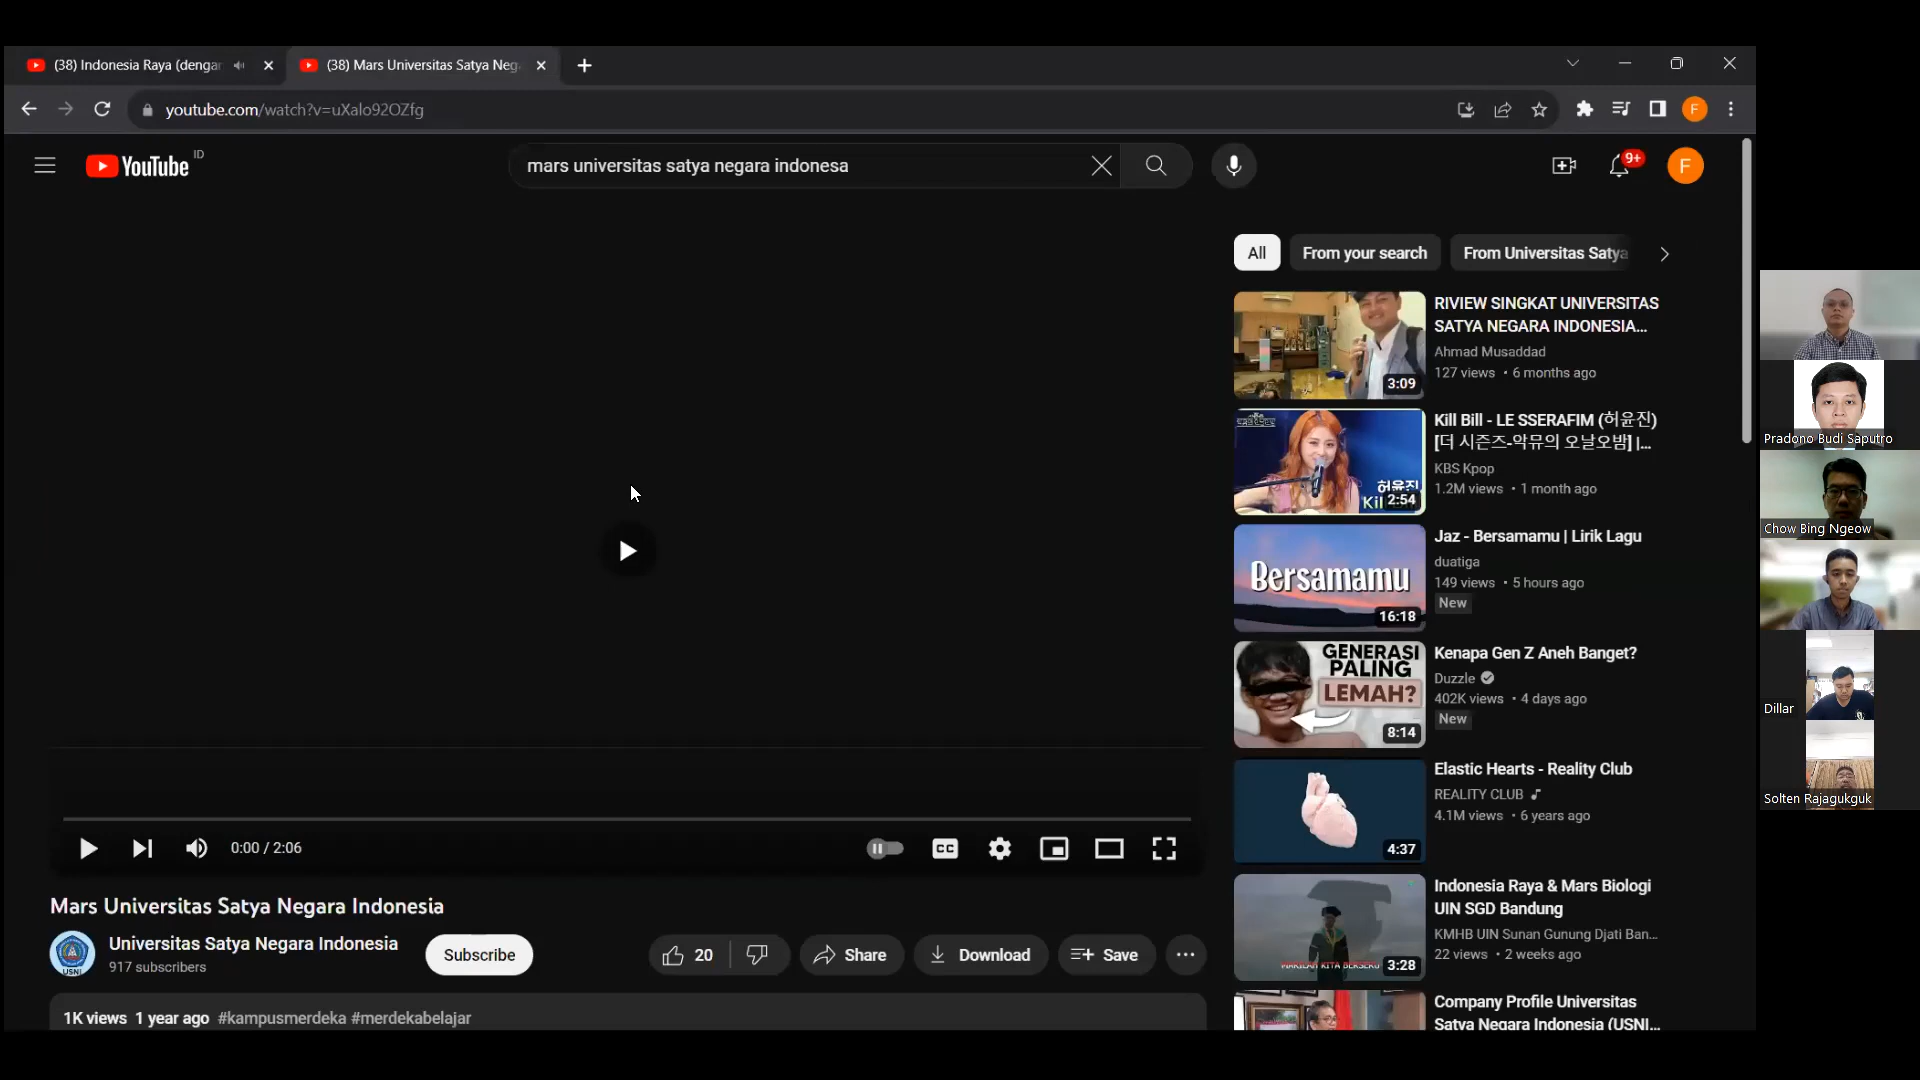 (38) Indonesia Raya (denga
(38) Mars Universitas Satya Neg
youtube.com/watch?v=uXalo92OZfg
YouTube ID
mars universitas satya negara indonesa
9+
F
F
All
From your search
From Universitas Satya
RIVIEW SINGKAT UNIVERSITAS
SATYA NEGARA INDONESIA...
Ahmad Musaddad
127 views • 6 months ago
3:09
Kill Bill - LE SSERAFIM (허윤진)
[더 시즌즈-악뮤의 오날오밤] |...
KBS Kpop
1.2M views • 1 month ago
허윤진
Kil
2:54
Jaz - Bersamamu | Lirik Lagu
duatiga
149 views • 5 hours ago
New
Bersamamu
16:18
Kenapa Gen Z Aneh Banget?
Duzzle
402K views • 4 days ago
New
GENERASI
PALING
LEMAH?
8:14
Elastic Hearts - Reality Club
REALITY CLUB
4.1M views • 6 years ago
4:37
Indonesia Raya & Mars Biologi
UIN SGD Bandung
KMHB UIN Sunan Gunung Djati Ban...
22 views • 2 weeks ago
3:28
Company Profile Universitas
Satya Negara Indonesia (USNI...
0:00 / 2:06
CC
Mars Universitas Satya Negara Indonesia
USNI
Universitas Satya Negara Indonesia
917 subscribers
Subscribe
20
Share
Download
Save
1K views 1 year ago #kampusmerdeka #merdekabelajar
Pradono Budi Saputro
Chow Bing Ngeow
Dillar
Solten Rajagukguk